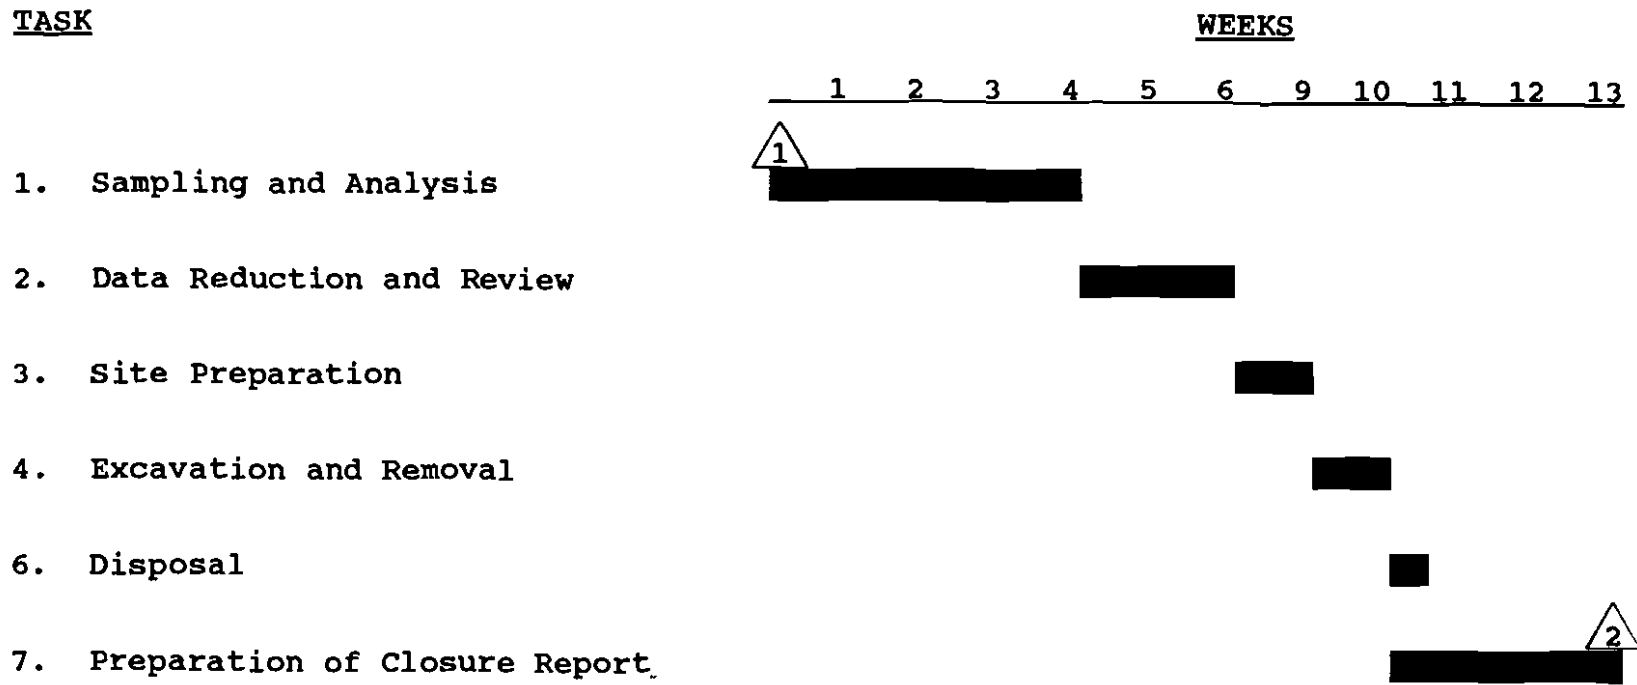 TASK WEEKS
1 2 3 4 5 6 9 10 11 12 13
1
1. Sampling and Analysis
2. Data Reduction and Review
3. Site Preparation
4. Excavation and Removal
6. Disposal
2
7. Preparation of Closure Report